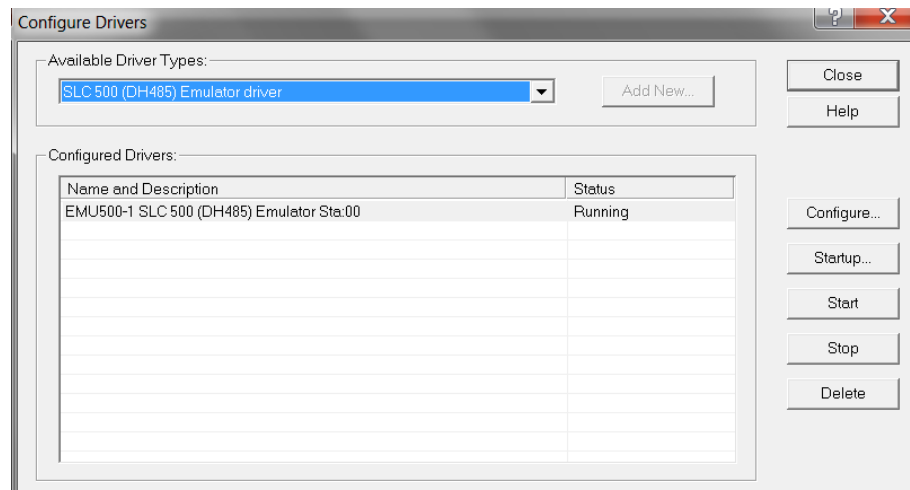 Configure Drivers
? X
Available Driver Types:
SLC 500 (DH485) Emulator driver
Add New...
Close
Help
Configured Drivers:
Name and Description Status
EMU500-1 SLC 500 (DH485) Emulator Sta:00 Running
Configure...
Startup...
Start
Stop
Delete